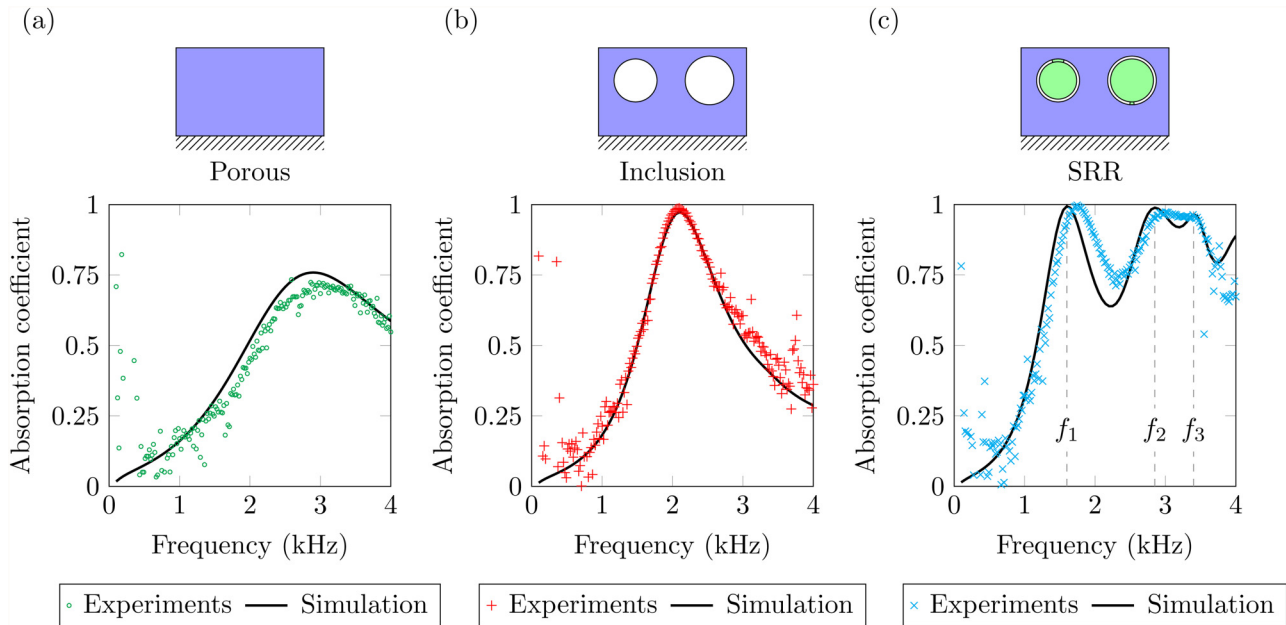 (a)
Porous
Absorption coefficient
1
0.75
0.5
0.25
0
0 1 2 3 4
Frequency (kHz)
Experiments Simulation
(b)
Inclusion
Absorption coefficient
1
0.75
0.5
0.25
0
0 1 2 3 4
Frequency (kHz)
Experiments Simulation
(c)
SRR
Absorption coefficient
1
0.75
0.5
0.25
0
f1 f2 f3
0 1 2 3 4
Frequency (kHz)
Experiments Simulation